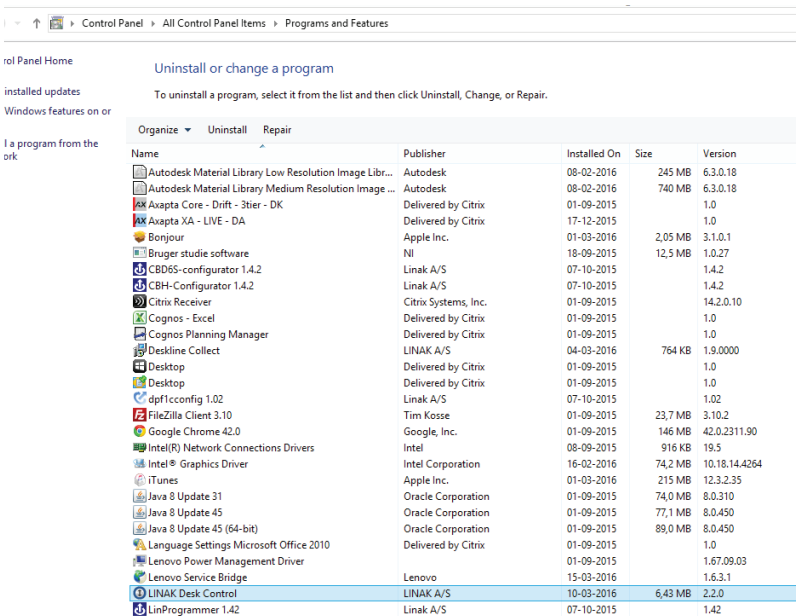 Control Panel All Control Panel Items Programs and Features
rol Panel Home
installed updates
Windows features on or
l a program from the
ork
Uninstall or change a program
To uninstall a program, select it from the list and then click Uninstall, Change, or Repair.
Organize Uninstall Repair
Name Publisher Installed On Size Version
Autodesk Material Library Low Resolution Image Libr... Autodesk 08-02-2016 245 MB 6.3.0.18
Autodesk Material Library Medium Resolution Image ... Autodesk 08-02-2016 740 MB 6.3.0.18
AX Axapta Core - Drift - 3tier - DK Delivered by Citrix 01-09-2015 1.0
AX Axapta XA - LIVE - DA Delivered by Citrix 17-12-2015 1.0
Bonjour Apple Inc. 01-03-2016 2,05 MB 3.1.0.1
Bruger studie software NI 18-09-2015 12,5 MB 1.0.27
CBD6S-configurator 1.4.2 Linak A/S 07-10-2015 1.4.2
CBH-Configurator 1.4.2 Linak A/S 07-10-2015 1.4.2
Citrix Receiver Citrix Systems, Inc. 01-09-2015 14.2.0.10
Cognos - Excel Delivered by Citrix 01-09-2015 1.0
Cognos Planning Manager Delivered by Citrix 01-09-2015 1.0
Deskline Collect LINAK A/S 04-03-2016 764 KB 1.9.0000
Desktop Delivered by Citrix 01-09-2015 1.0
Desktop Delivered by Citrix 01-09-2015 1.0
dpf1cconfig 1.02 Linak A/S 07-10-2015 1.02
FileZilla Client 3.10 Tim Kosse 01-09-2015 23,7 MB 3.10.2
Google Chrome 42.0 Google, Inc. 01-09-2015 146 MB 42.0.2311.90
Intel(R) Network Connections Drivers Intel 08-09-2015 916 KB 19.5
Intel® Graphics Driver Intel Corporation 16-02-2016 74,2 MB 10.18.14.4264
iTunes Apple Inc. 01-03-2016 215 MB 12.3.2.35
Java 8 Update 31 Oracle Corporation 01-09-2015 74,0 MB 8.0.310
Java 8 Update 45 Oracle Corporation 01-09-2015 77,1 MB 8.0.450
Java 8 Update 45 (64-bit) Oracle Corporation 01-09-2015 89,0 MB 8.0.450
Language Settings Microsoft Office 2010 Delivered by Citrix 01-09-2015 1.0
Lenovo Power Management Driver 01-09-2015 1.67.09.03
Lenovo Service Bridge Lenovo 15-03-2016 1.6.3.1
LINAK Desk Control LINAK A/S 10-03-2016 6,43 MB 2.2.0
LinProgrammer 1.42 Linak A/S 07-10-2015 1.42